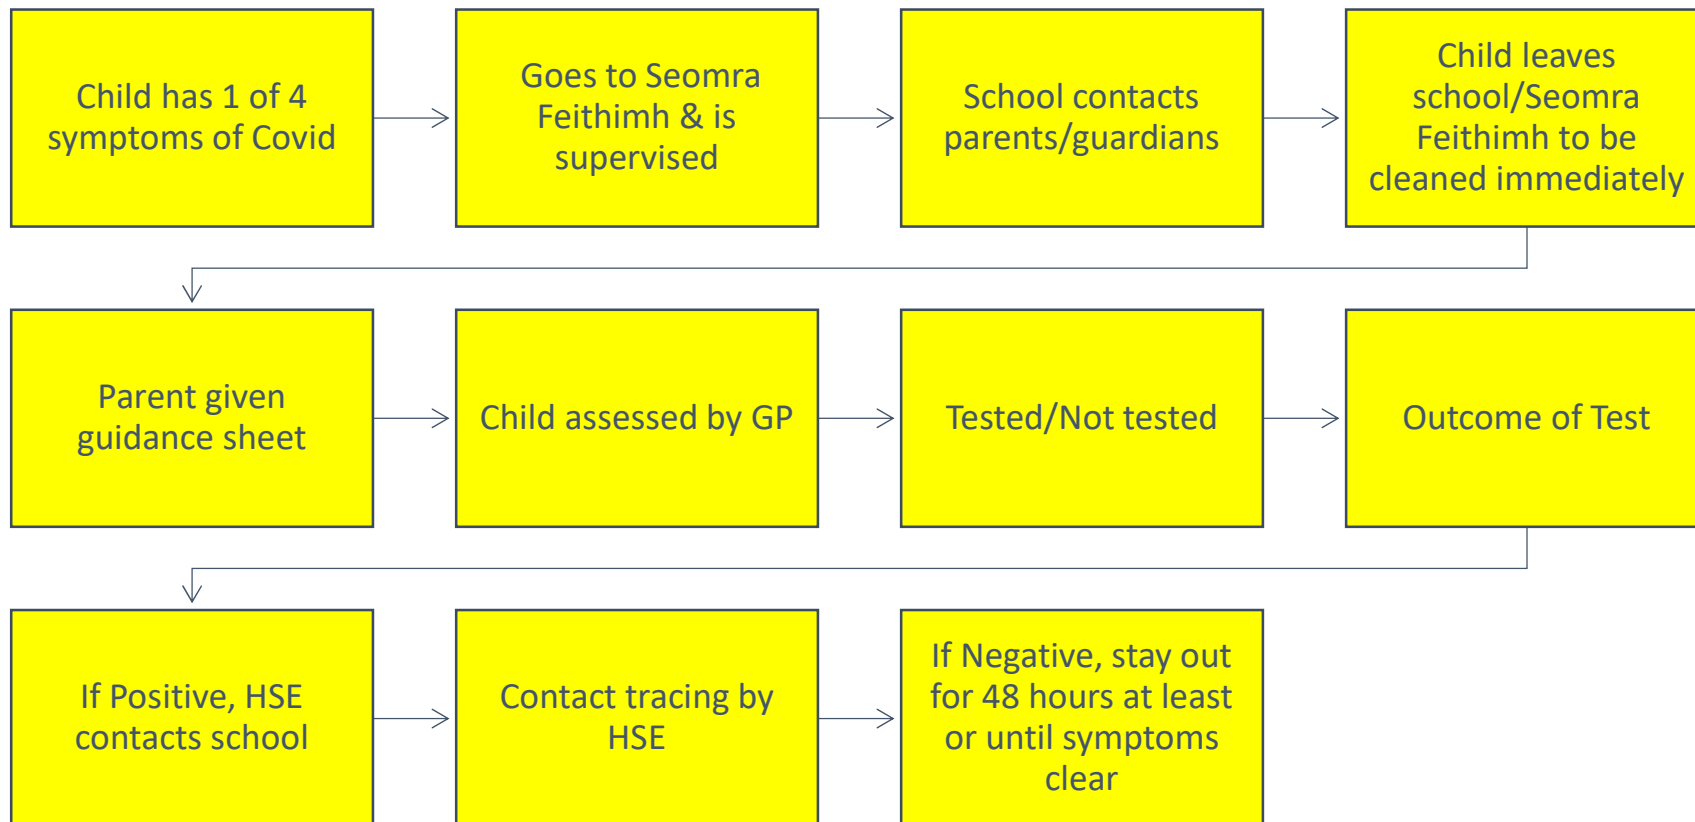 Child has 1 of 4
symptoms of Covid
Goes to Seomra
Feithimh & is
supervised
School contacts
parents/guardians
Child leaves
school/Seomra
Feithimh to be
cleaned immediately
Parent given
guidance sheet
Child assessed by GP
Tested/Not tested
Outcome of Test
If Positive, HSE
contacts school
Contact tracing by
HSE
If Negative, stay out
for 48 hours at least
or until symptoms
clear